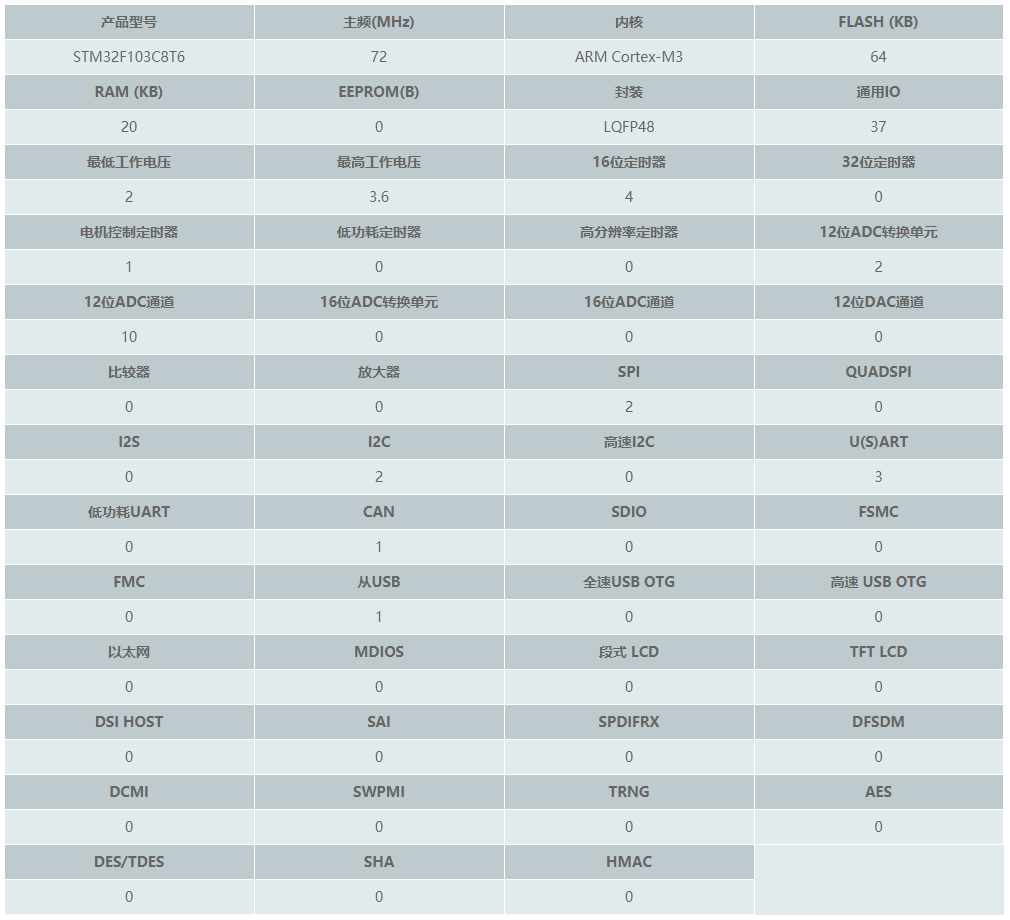 产品型号 主频(MHz) 内核 FLASH (KB)
STM32F103C8T6 72 ARM Cortex-M3 64
RAM (KB) EEPROM(B) 封装 通用IO
20 0 LQFP48 37
最低工作电压 最高工作电压 16位定时器 32位定时器
2 3.6 4 0
电机控制定时器 低功耗定时器 高分辨率定时器 12位ADC转换单元
1 0 0 2
12位ADC通道 16位ADC转换单元 16位ADC通道 12位DAC通道
10 0 0 0
比较器 放大器 SPI QUADSPI
0 0 2 0
I2S I2C 高速I2C U(S)ART
0 2 0 3
低功耗UART CAN SDIO FSMC
0 1 0 0
FMC 从USB 全速USB OTG 高速 USB OTG
0 1 0 0
以太网 MDIOS 段式 LCD TFT LCD
0 0 0 0
DSI HOST SAI SPDIFRX DFSDM
0 0 0 0
DCMI SWPMI TRNG AES
0 0 0 0
DES/TDES SHA HMAC
0 0 0